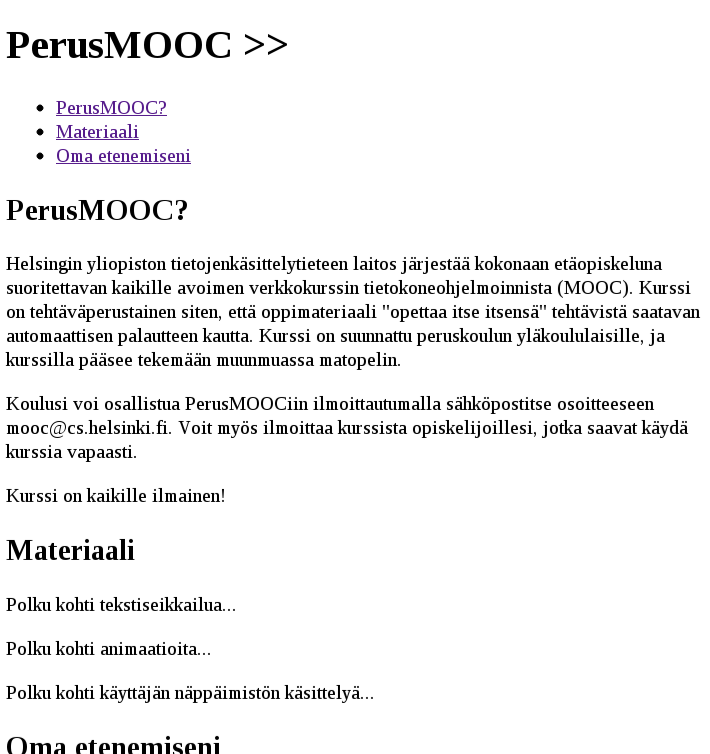 PerusMOOC >>
PerusMOOC?
Materiaali
Oma etenemiseni
PerusMOOC?
Helsingin yliopiston tietojenkäsittelytieteen laitos järjestää kokonaan etäopiskeluna
suoritettavan kaikille avoimen verkkokurssin tietokoneohjelmoinnista (MOOC). Kurssi
on tehtäväperustainen siten, että oppimateriaali "opettaa itse itsensä" tehtävistä saatavan
automaattisen palautteen kautta. Kurssi on suunnattu peruskoulun yläkoululaisille, ja
kurssilla pääsee tekemään muunmuassa matopelin.
Koulusi voi osallistua PerusMOOCiin ilmoittautumalla sähköpostitse osoitteeseen
mooc@cs.helsinki.fi. Voit myös ilmoittaa kurssista opiskelijoillesi, jotka saavat käydä
kurssia vapaasti.
Kurssi on kaikille ilmainen!
Materiaali
Polku kohti tekstiseikkailua...
Polku kohti animaatioita...
Polku kohti käyttäjän näppäimistön käsittelyä...
Oma etenemiseni